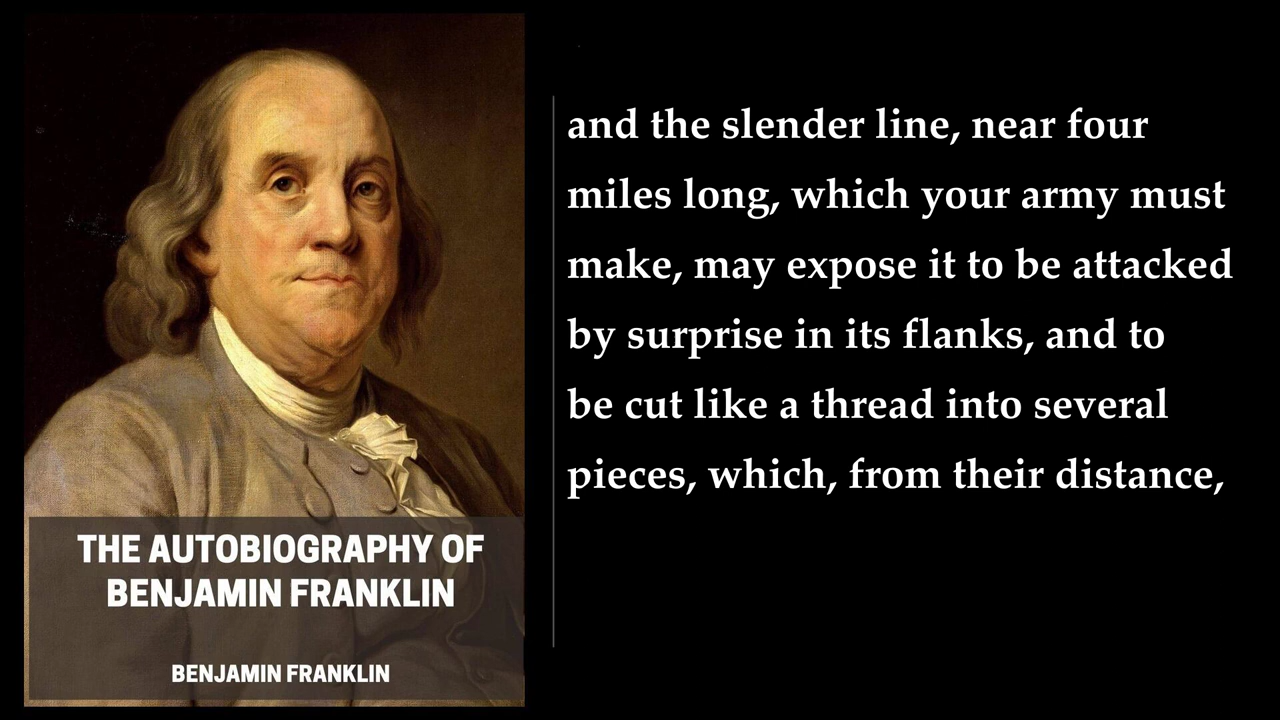 THE AUTOBIOGRAPHY OF
BENJAMIN FRANKLIN
BENJAMIN FRANKLIN
and the slender line, near four
miles long, which your army must
make, may expose it to be attacked
by surprise in its flanks, and to
be cut like a thread into several
pieces, which, from their distance,